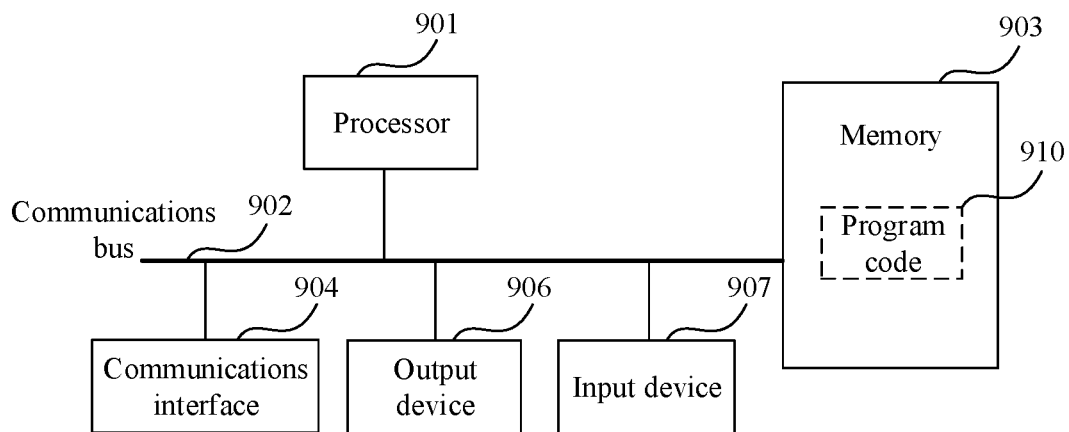 901
903
Processor
Memory
910
Communications
bus
902
Program
code
904
906
907
Communications
interface
Output
device
Input device